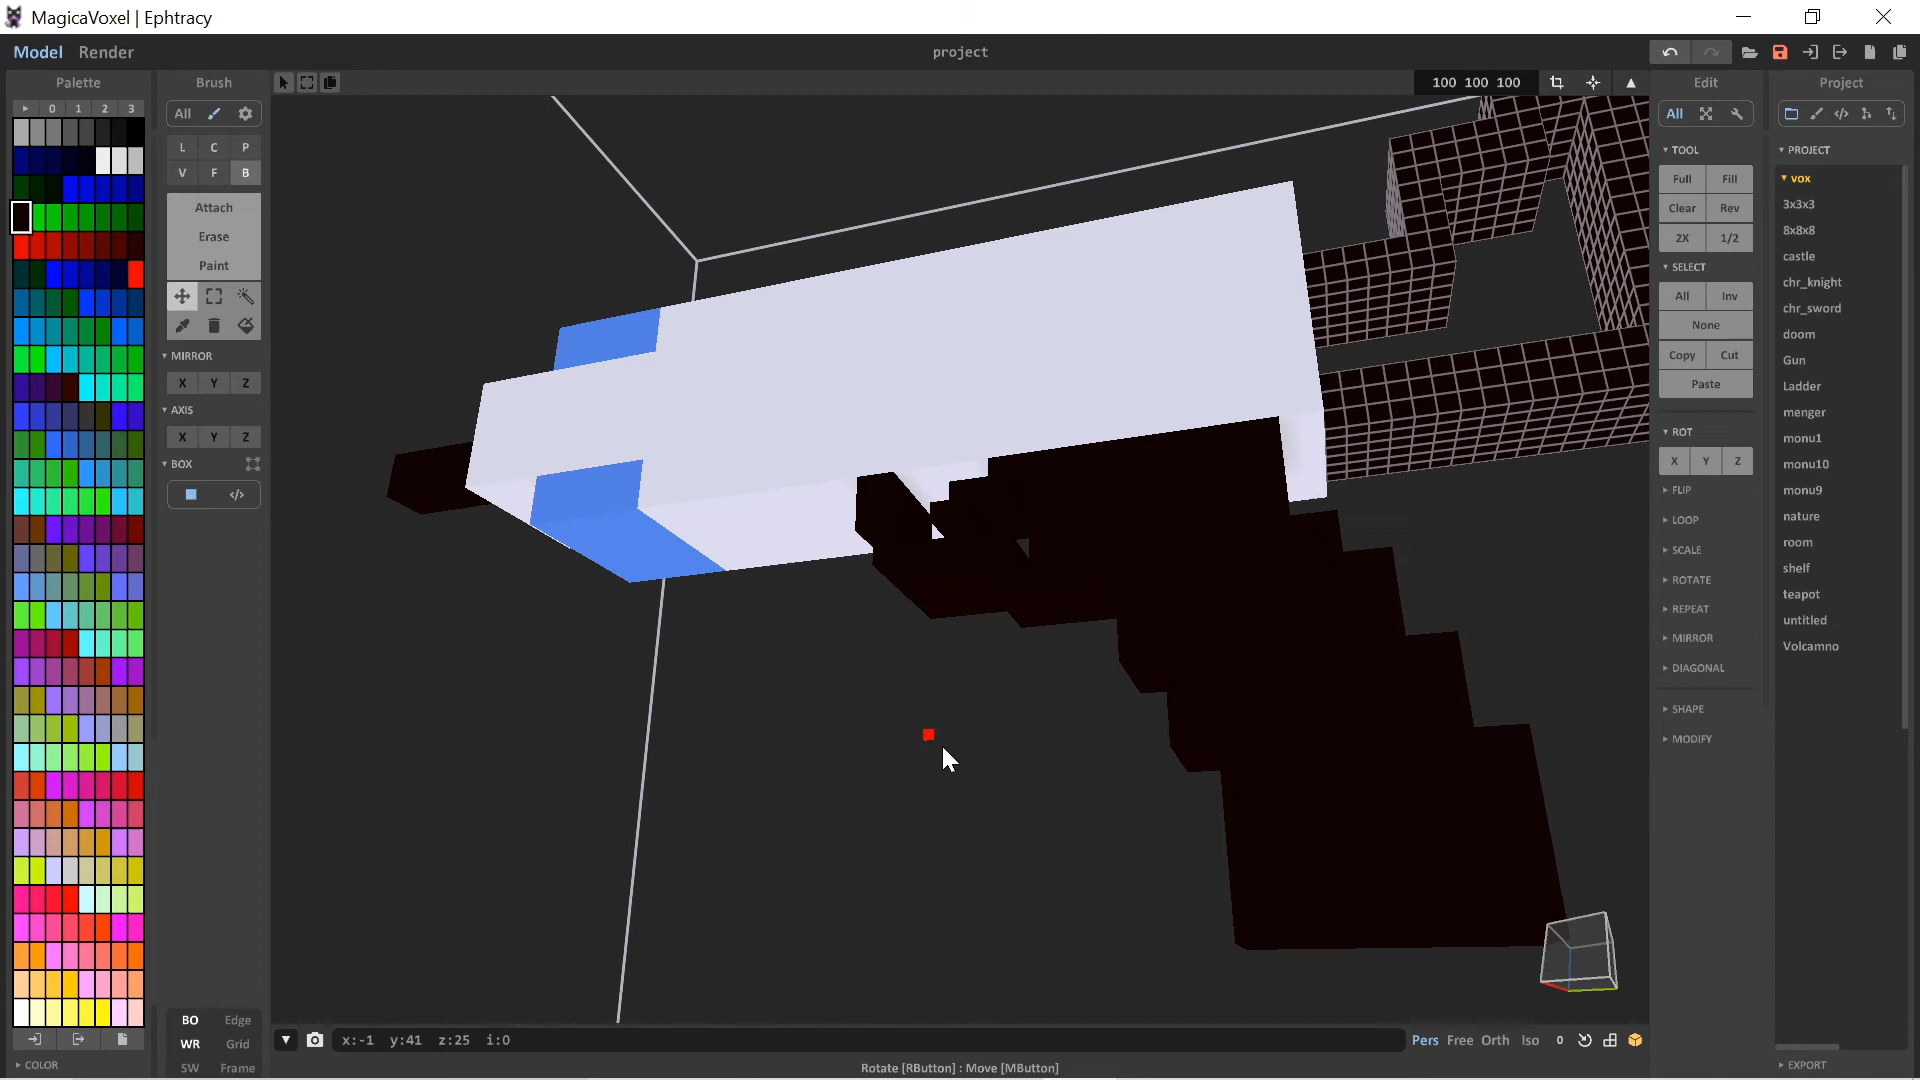 MagicaVoxel | Ephtracy
Model Render
project
Palette
0 1 2 3
COLOR
Brush
All
L C P
V F B
Attach
Erase
Paint
MIRROR
X Y Z
AXIS
X Y Z
BOX
BO Edge
WR Grid
SW Frame
100 100 100
x:-1 y:41 z:25 i:0
Pers Free Orth Iso 0
Rotate [RButton] : Move [MButton]
Edit
All
TOOL
Full Fill
Clear Rev
2X 1/2
SELECT
All Inv
None
Copy Cut
Paste
ROT
X Y Z
FLIP
LOOP
SCALE
ROTATE
REPEAT
MIRROR
DIAGONAL
SHAPE
MODIFY
Project
PROJECT
vox
3x3x3
8x8x8
castle
chr_knight
chr_sword
doom
Gun
Ladder
menger
monu1
monu10
monu9
nature
room
shelf
teapot
untitled
Volcamno
EXPORT